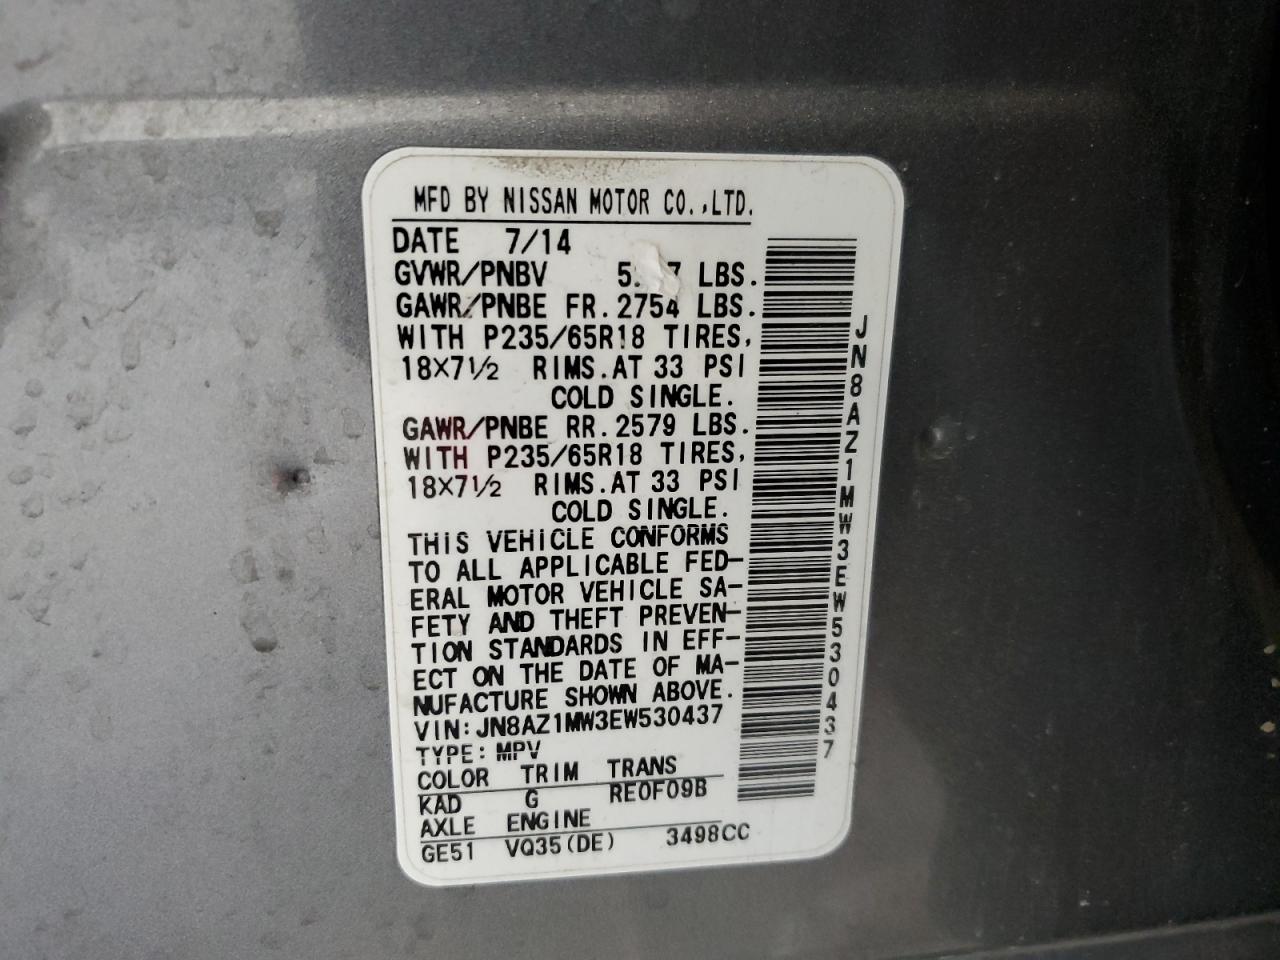 MFD BY NISSAN MOTOR CO.,LTD.
DATE 7/14
GVWR/PNBV LBS.
GAWR/PNBE FR. 2754 LBS.
WITH P235/65R18 TIRES,
18×7½ RIMS. AT 33 PSI
COLD SINGLE.
GAWR/PNBE RR. 2579 LBS.
WITH P235/65R18 TIRES,
18×7½ RIMS. AT 33 PSI
COLD SINGLE.
THIS VEHICLE CONFORMS
TO ALL APPLICABLE FED-
ERAL MOTOR VEHICLE SA-
FETY AND THEFT PREVEN-
TION STANDARDS IN EFF-
ECT ON THE DATE OF MA-
NUFACTURE SHOWN ABOVE.
VIN: JN8AZ1MW3EW530437
TYPE: MPV
COLOR TRIM TRANS
KAD G RE0F09B
AXLE ENGINE
GE51 VQ35(DE) 3498CC
JN8AZ1MW3EW530437